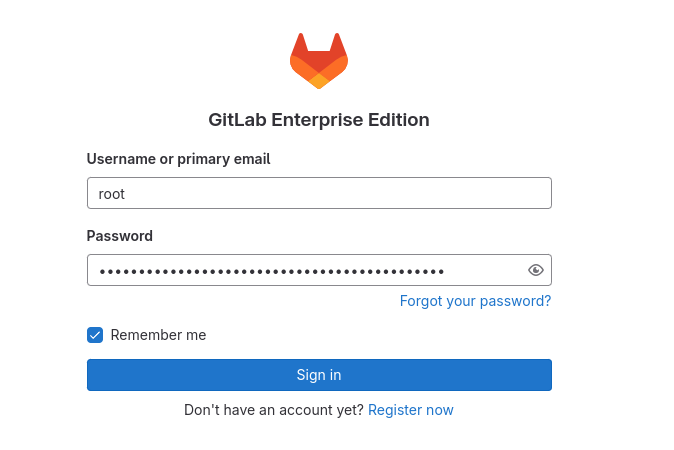 GitLab Enterprise Edition
Username or primary email
root
Password
••••••••••••••••••••••••••••••••••••••••••••
Forgot your password?
Remember me
Sign in
Don't have an account yet? Register now